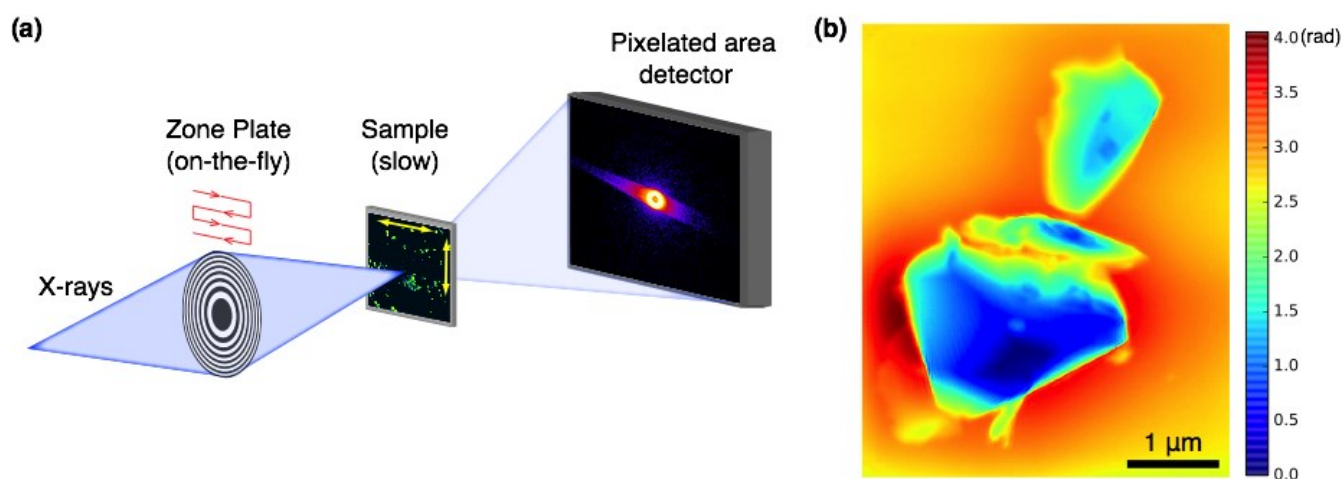 (a)
Pixelated area
detector
Zone Plate
(on-the-fly)
Sample
(slow)
X-rays
(b)
4.0 (rad)
3.5
3.0
2.5
2.0
1.5
1.0
0.5
0.0
1 μm